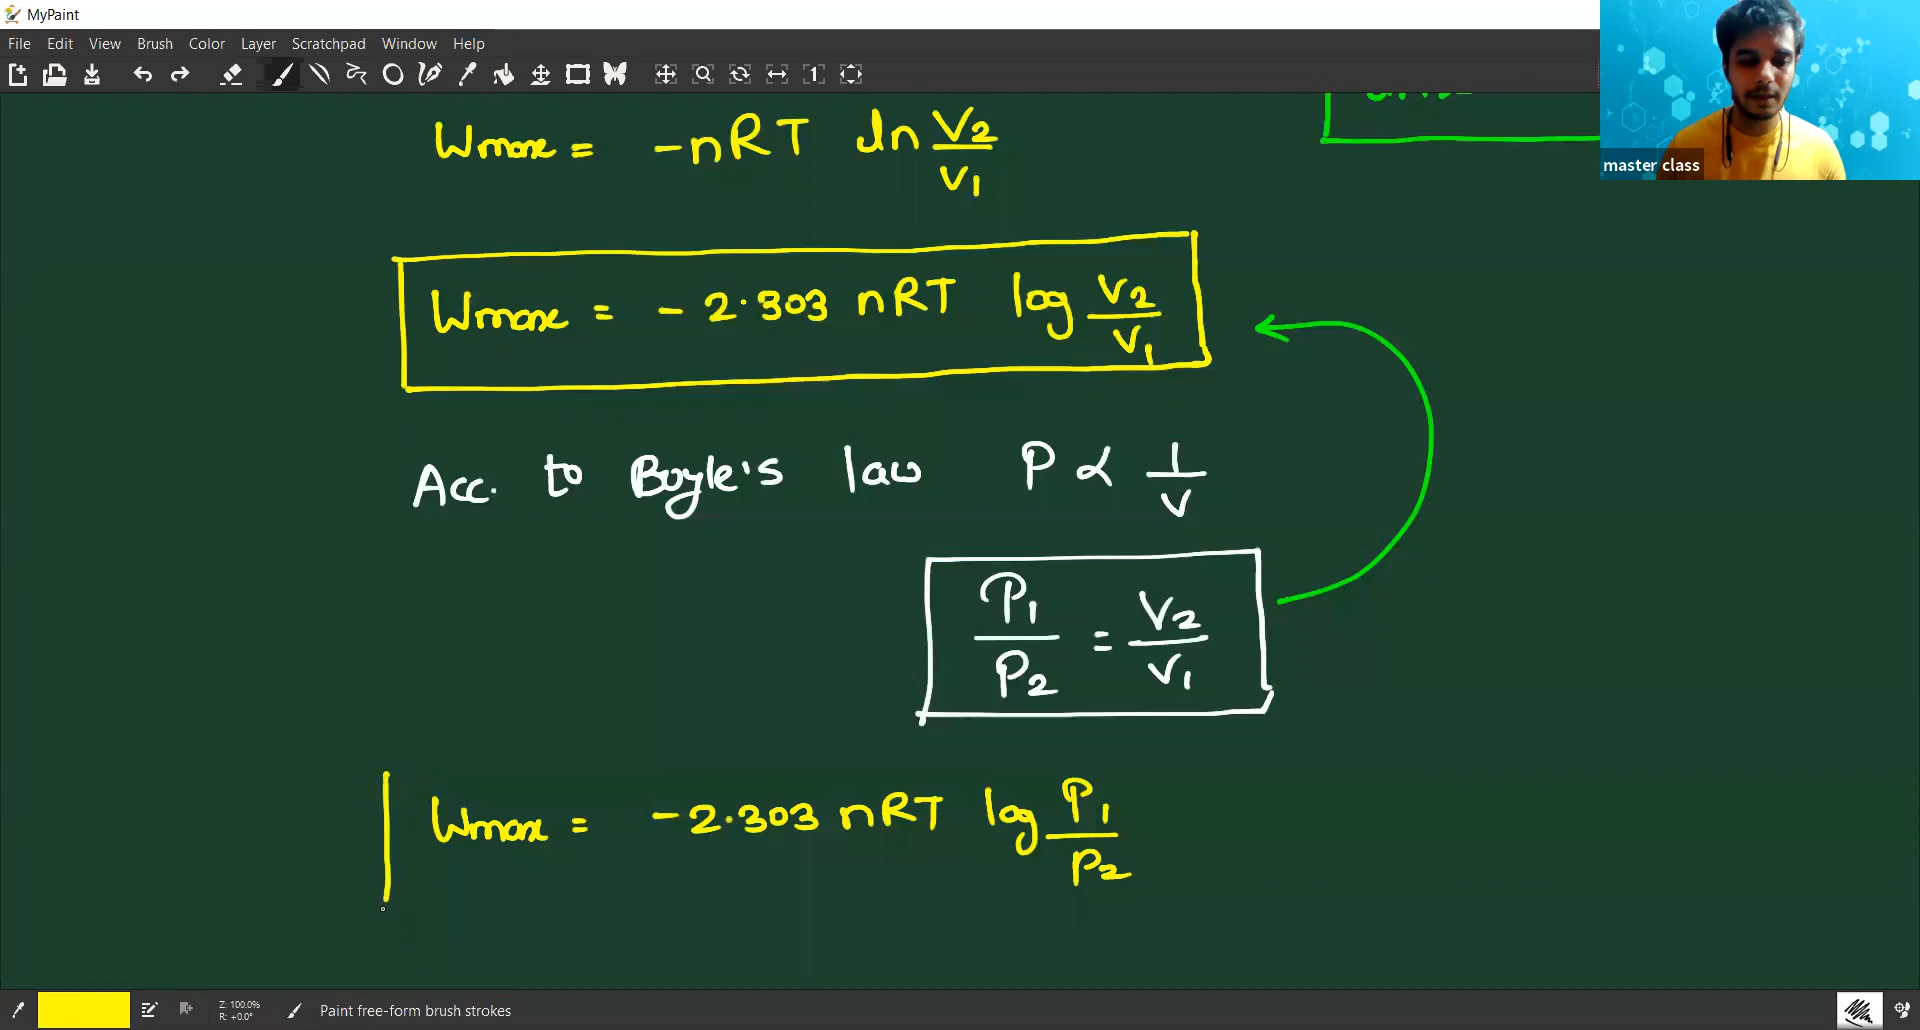 MyPaint
File Edit View Brush Color Layer Scratchpad Window Help
master class
Wmax = -nRT ln V2/V1
Wmax = - 2.303 nRT log V2/V1
Acc. to Boyle's law P ∝ 1/V
P1/P2 = V2/V1
Wmax = -2.303 nRT log P1/P2
Z: 100.0%
R: +0.0°
Paint free-form brush strokes